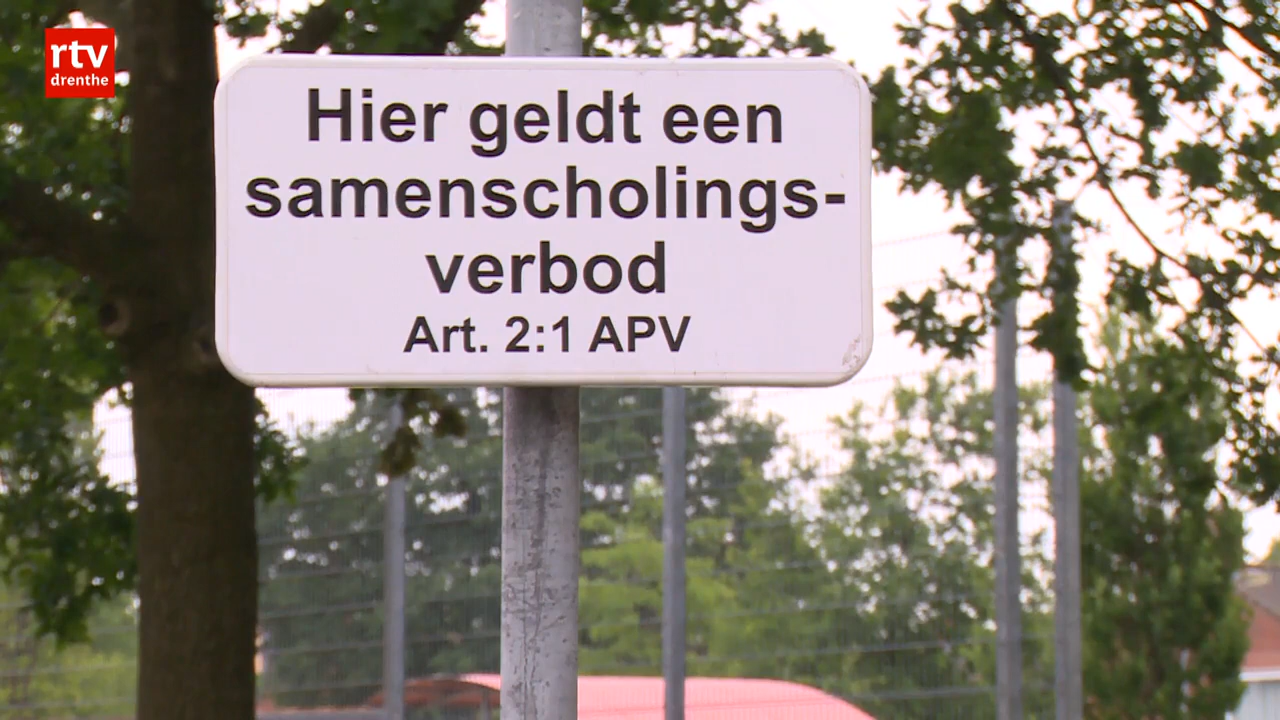 rtv
drenthe
Hier geldt een
samenscholings-
verbod
Art. 2:1 APV